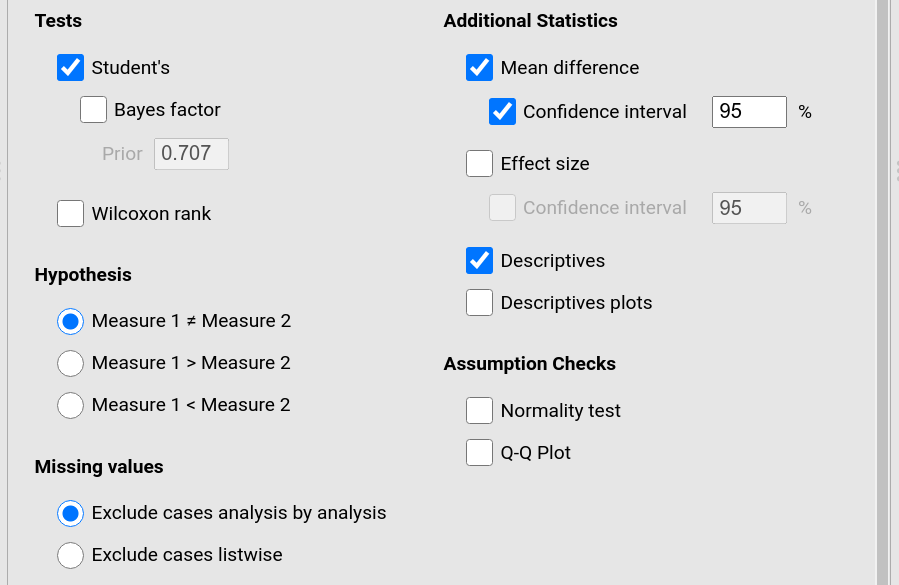 Tests
Student's
Bayes factor
Prior 0.707
Wilcoxon rank
Hypothesis
Measure 1 ≠ Measure 2
Measure 1 > Measure 2
Measure 1 < Measure 2
Missing values
Exclude cases analysis by analysis
Exclude cases listwise
Additional Statistics
Mean difference
Confidence interval 95 %
Effect size
Confidence interval 95 %
Descriptives
Descriptives plots
Assumption Checks
Normality test
Q-Q Plot